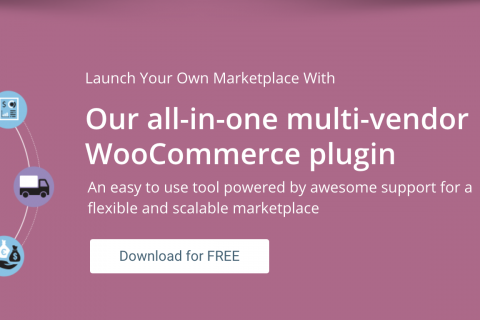 Launch Your Own Marketplace With
Our all-in-one multi-vendor
WooCommerce plugin
An easy to use tool powered by awesome support for a
flexible and scalable marketplace
Download for FREE